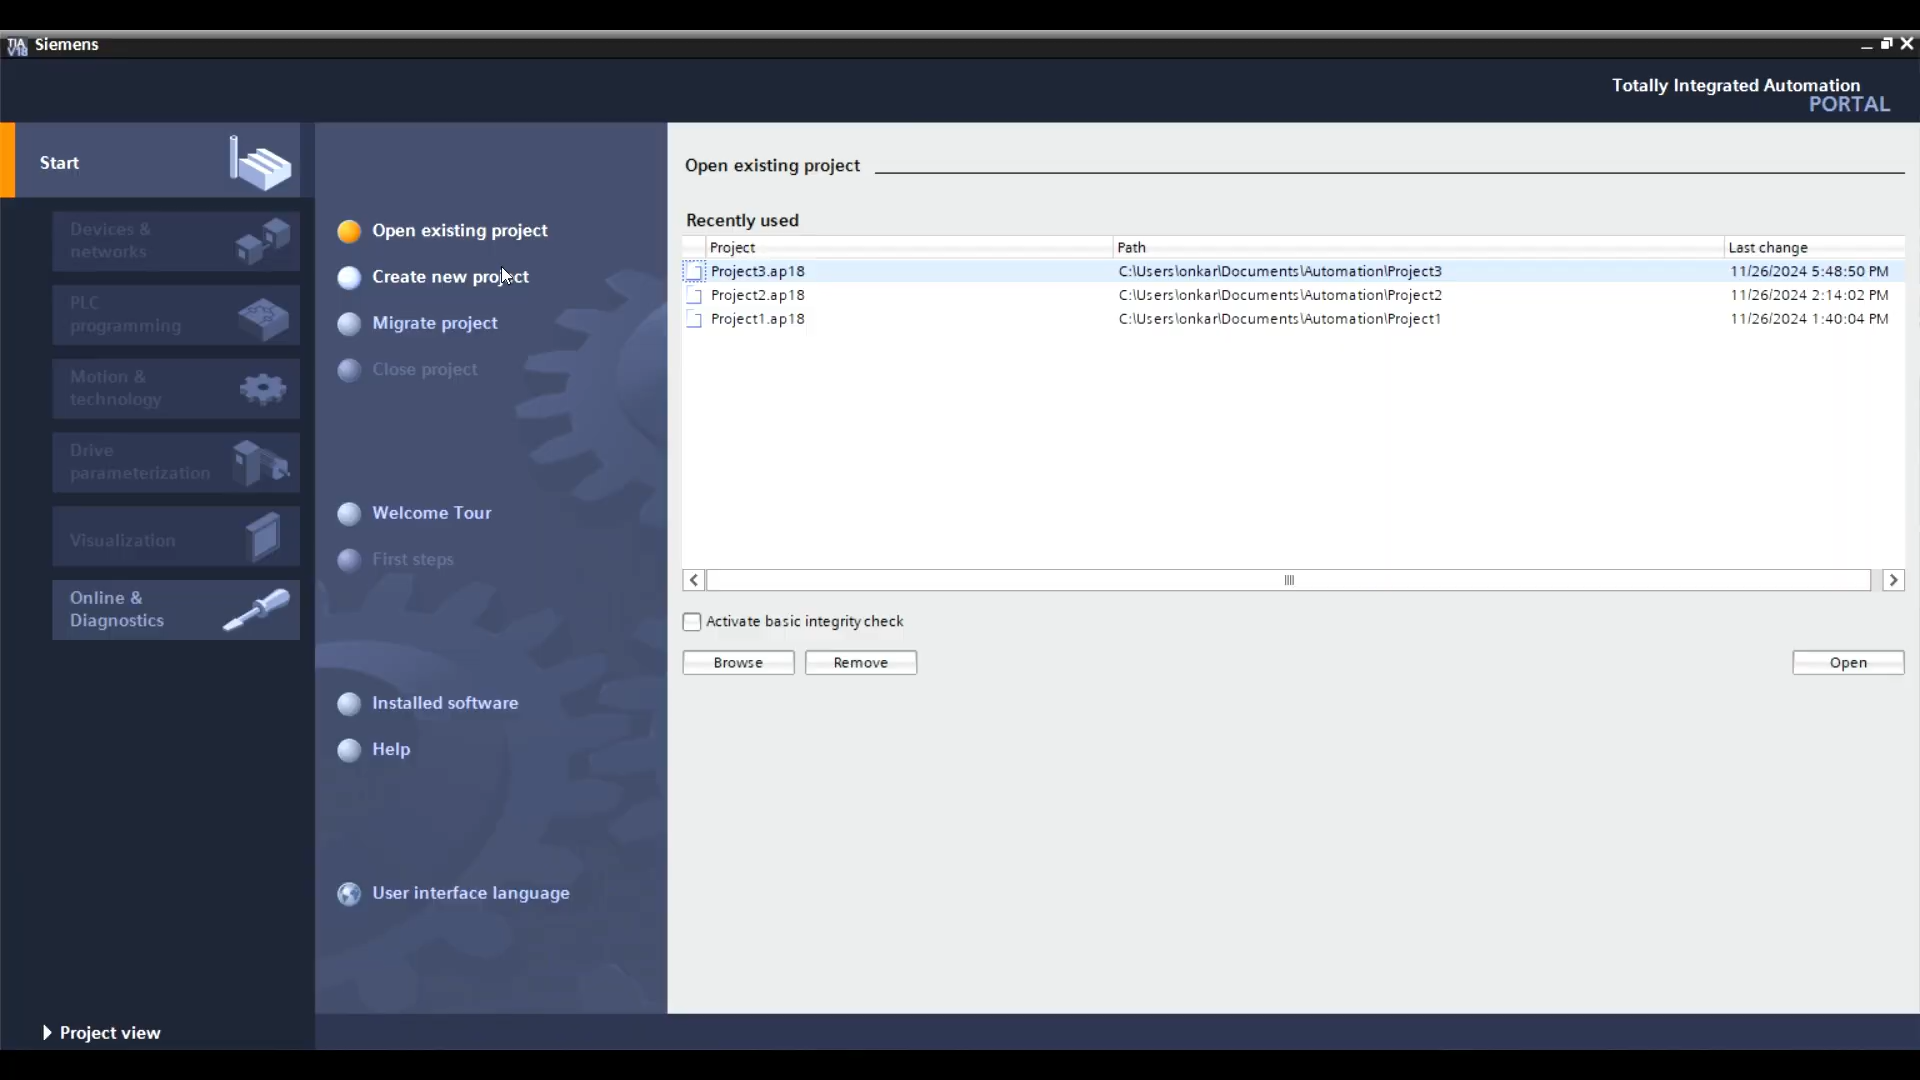 TIA V18 Siemens
Totally Integrated Automation
PORTAL
Start
Devices &
networks
PLC
programming
Motion &
technology
Drive
parameterization
Visualization
Online &
Diagnostics
Project view
Open existing project
Create new project
Migrate project
Close project
Welcome Tour
First steps
Installed software
Help
User interface language
Open existing project
Recently used
Project Path Last change
Project3.ap18 C:\Users\onkar\Documents\Automation\Project3 11/26/2024 5:48:50 PM
Project2.ap18 C:\Users\onkar\Documents\Automation\Project2 11/26/2024 2:14:02 PM
Project1.ap18 C:\Users\onkar\Documents\Automation\Project1 11/26/2024 1:40:04 PM
Activate basic integrity check
Browse Remove Open